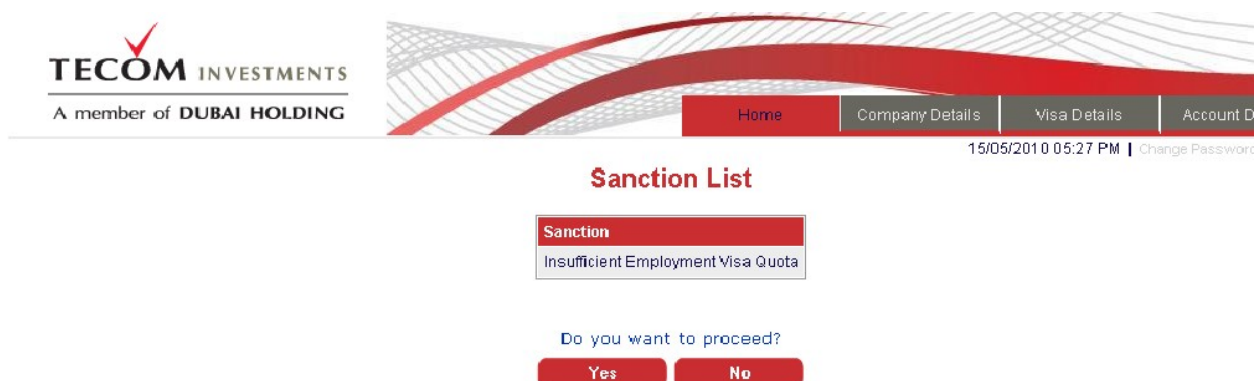 TECOM INVESTMENTS
A member of DUBAI HOLDING
Home Company Details Visa Details Account D
15/05/2010 05:27 PM | Change Password
Sanction List
Sanction
Insufficient Employment Visa Quota
Do you want to proceed?
Yes No